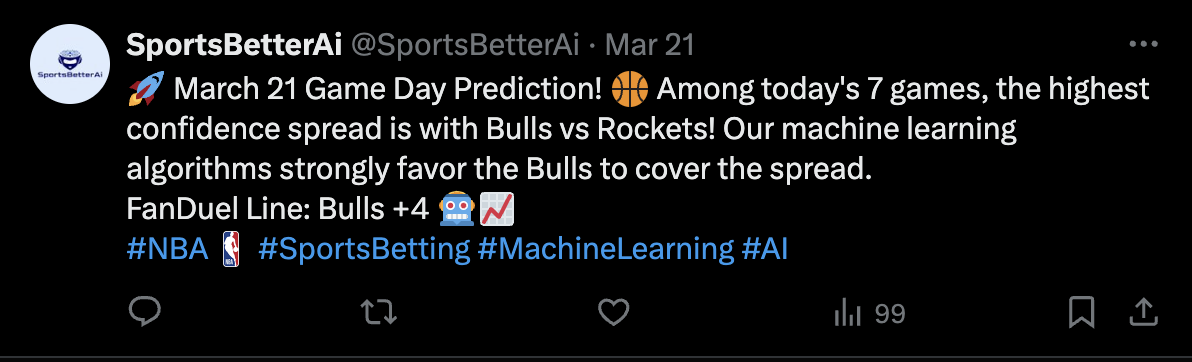 SportsBetterAi
SportsBetterAi @SportsBetterAi · Mar 21
🚀 March 21 Game Day Prediction! 🏀 Among today's 7 games, the highest
confidence spread is with Bulls vs Rockets! Our machine learning
algorithms strongly favor the Bulls to cover the spread.
FanDuel Line: Bulls +4 🤖📈
#NBA #SportsBetting #MachineLearning #AI
99